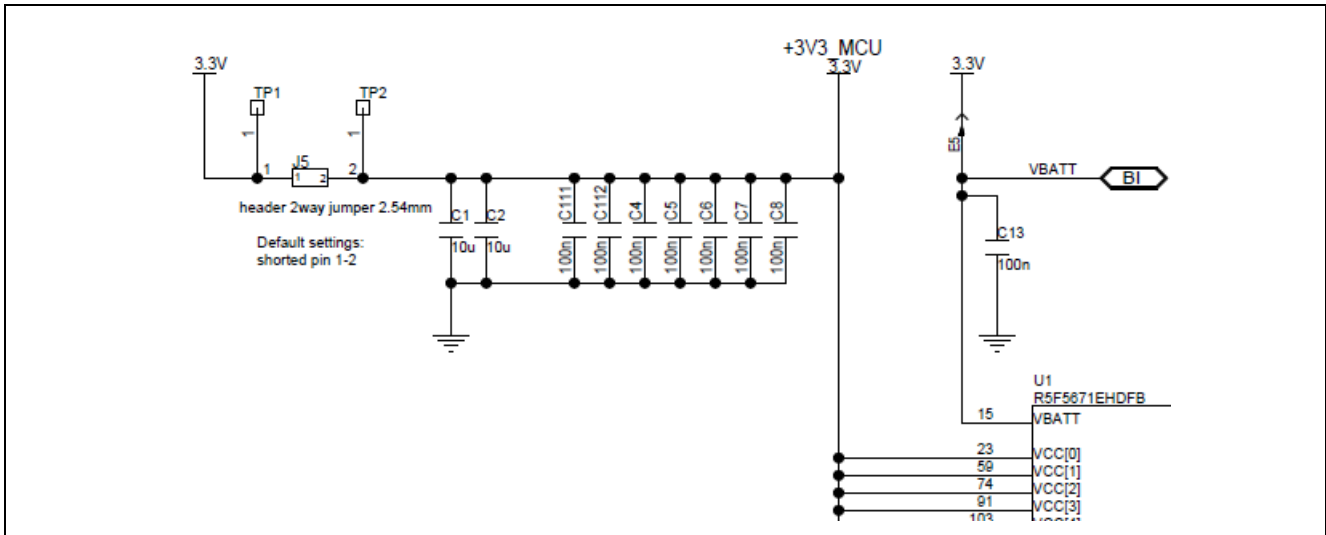 +3V3_MCU
3.3V
3.3V
3.3V
TP1
TP2
1
1
E5
1
J5
1 2
2
VBATT
BI
header 2way jumper 2.54mm
Default settings:
shorted pin 1-2
C1
10u
C2
10u
C111
100n
C112
100n
C4
100n
C5
100n
C6
100n
C7
100n
C8
100n
C13
100n
U1
R5F5671EHDFB
15
VBATT
23
VCC[0]
59
VCC[1]
74
VCC[2]
91
VCC[3]
103